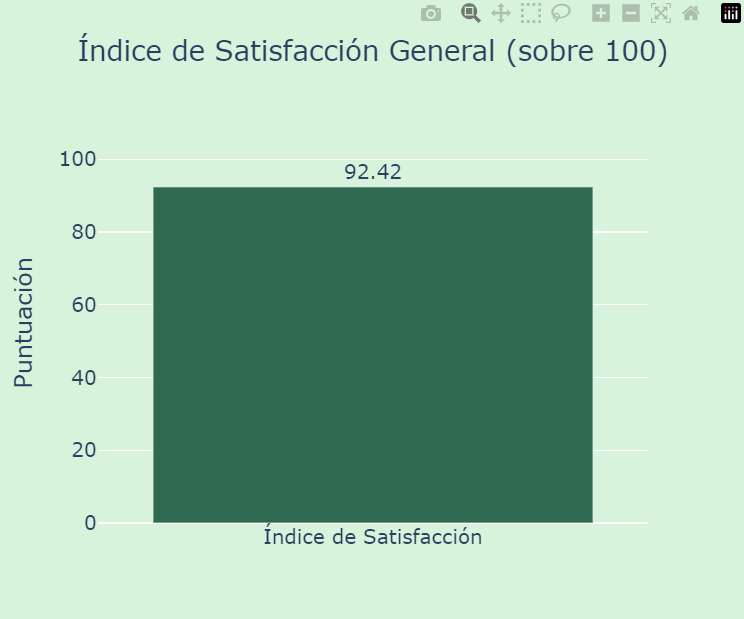 Índice de Satisfacción General (sobre 100)
100
92.42
80
60
Puntuación
40
20
0
Índice de Satisfacción